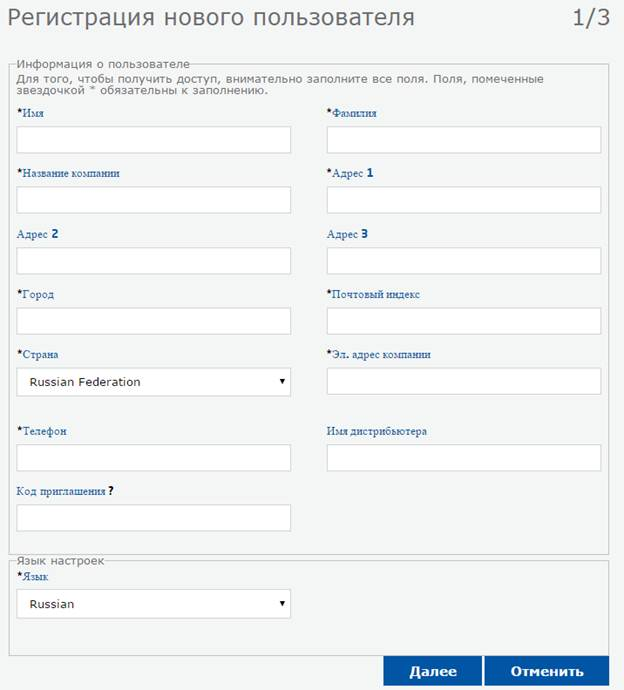 Регистрация нового пользователя 1/3
Информация о пользователе
Для того, чтобы получить доступ, внимательно заполните все поля. Поля, помеченные
звездочкой * обязательны к заполнению.
*Имя *Фамилия
*Название компании *Адрес 1
Адрес 2 Адрес 3
*Город *Почтовый индекс
*Страна *Эл. адрес компании
Russian Federation
*Телефон Имя дистрибьютера
Код приглашения ?
Язык настроек
*Язык
Russian
Далее Отменить